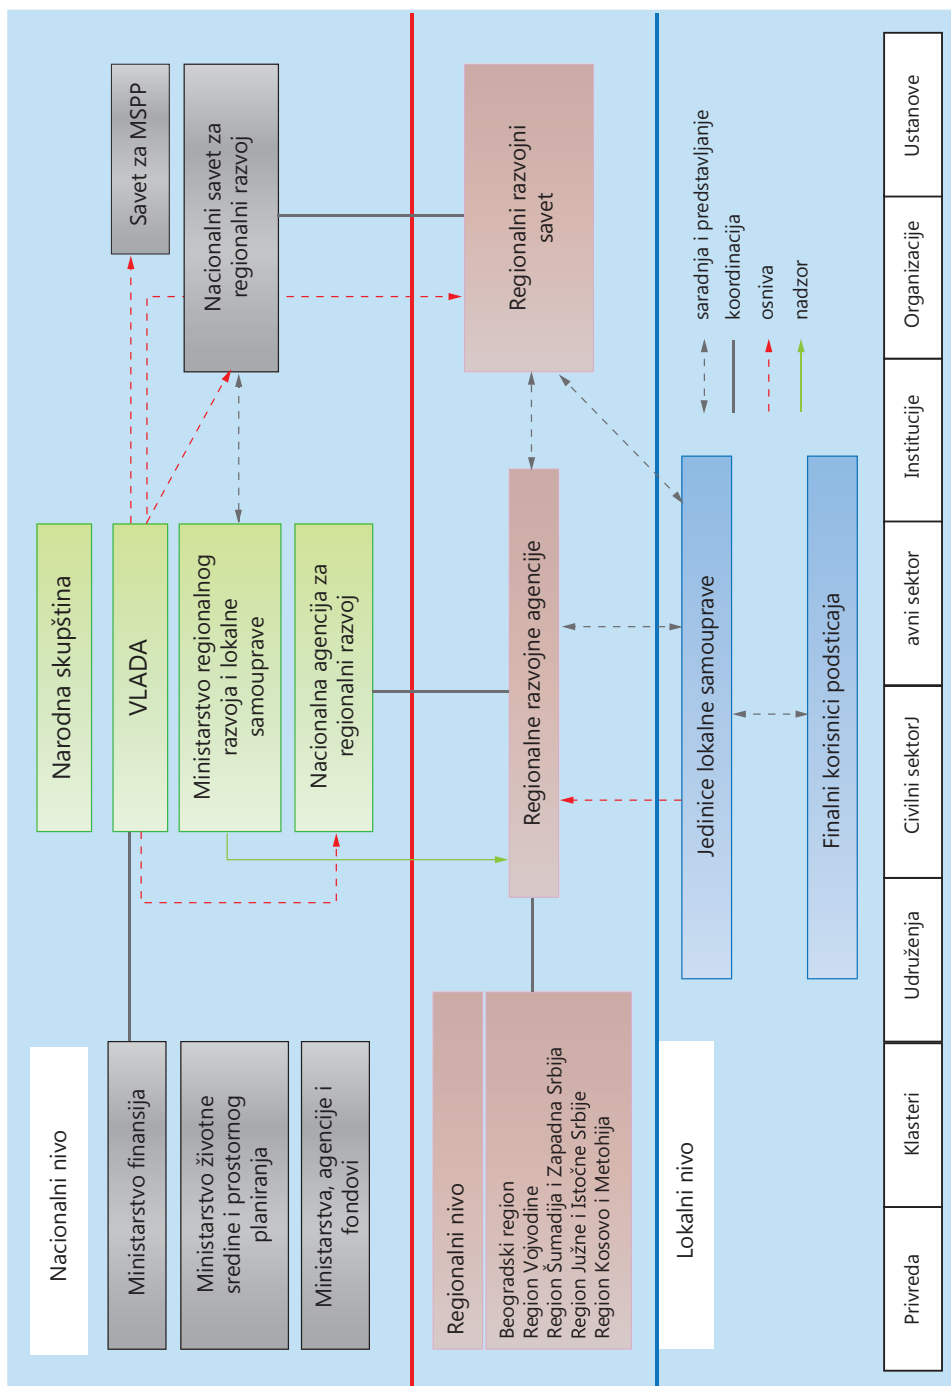 Nacionalni nivo
Narodna skupština
Ministarstvo finansija
VLADA
Savet za MSPP
Ministarstvo životne
sredine i prostornog
planiranja
Ministarstvo regionalnog
razvoja i lokalne
samouprave
Nacionalni savet za
regionalni razvoj
Ministarstva, agencije i
fondovi
Nacionalna agencija za
regionalni razvoj
Regionalni nivo
Beogradski region
Region Vojvodine
Region Šumadija i Zapadna Srbija
Region Južne i Istočne Srbije
Region Kosovo i Metohija
Regionalne razvojne agencije
Regionalni razvojni
savet
Lokalni nivo
Jedinice lokalne samouprave
Finalni korisnici podsticaja
saradnja i predstavljanje
koordinacija
osniva
nadzor
Privreda
Klasteri
Udruženja
Civilni sektorJ
avni sektor
Institucije
Organizacije
Ustanove